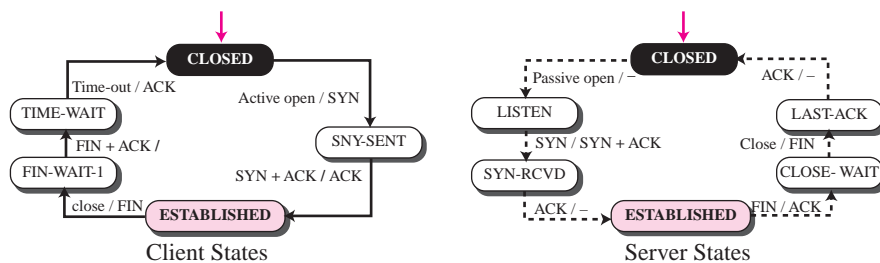 CLOSED
Time-out / ACK
Active open / SYN
TIME-WAIT
SNY-SENT
FIN + ACK /
FIN-WAIT-1
SYN + ACK / ACK
close / FIN
ESTABLISHED
Client States
CLOSED
Passive open / –
ACK / –
LISTEN
LAST-ACK
SYN / SYN + ACK
Close / FIN
SYN-RCVD
CLOSE- WAIT
ACK / –
ESTABLISHED
FIN / ACK
Server States